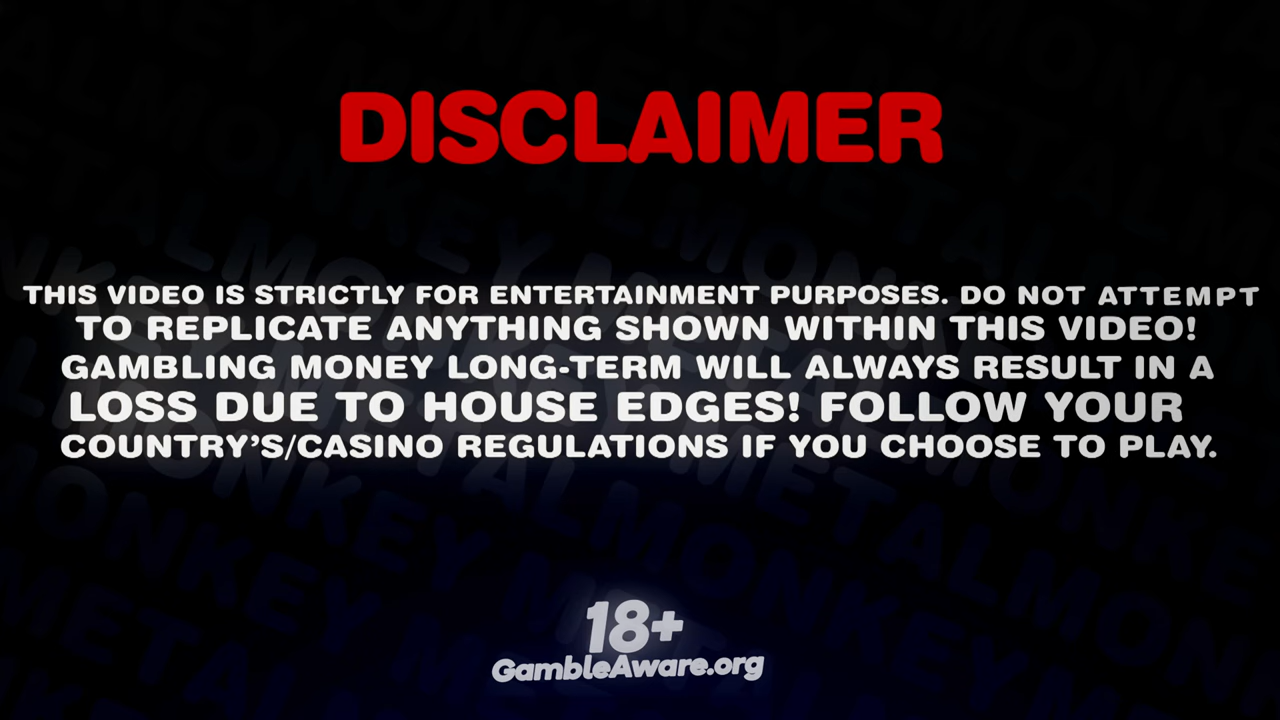 DISCLAIMER
THIS VIDEO IS STRICTLY FOR ENTERTAINMENT PURPOSES. DO NOT ATTEMPT
TO REPLICATE ANYTHING SHOWN WITHIN THIS VIDEO!
GAMBLING MONEY LONG-TERM WILL ALWAYS RESULT IN A
LOSS DUE TO HOUSE EDGES! FOLLOW YOUR
COUNTRY'S/CASINO REGULATIONS IF YOU CHOOSE TO PLAY.
18+
GambleAware.org